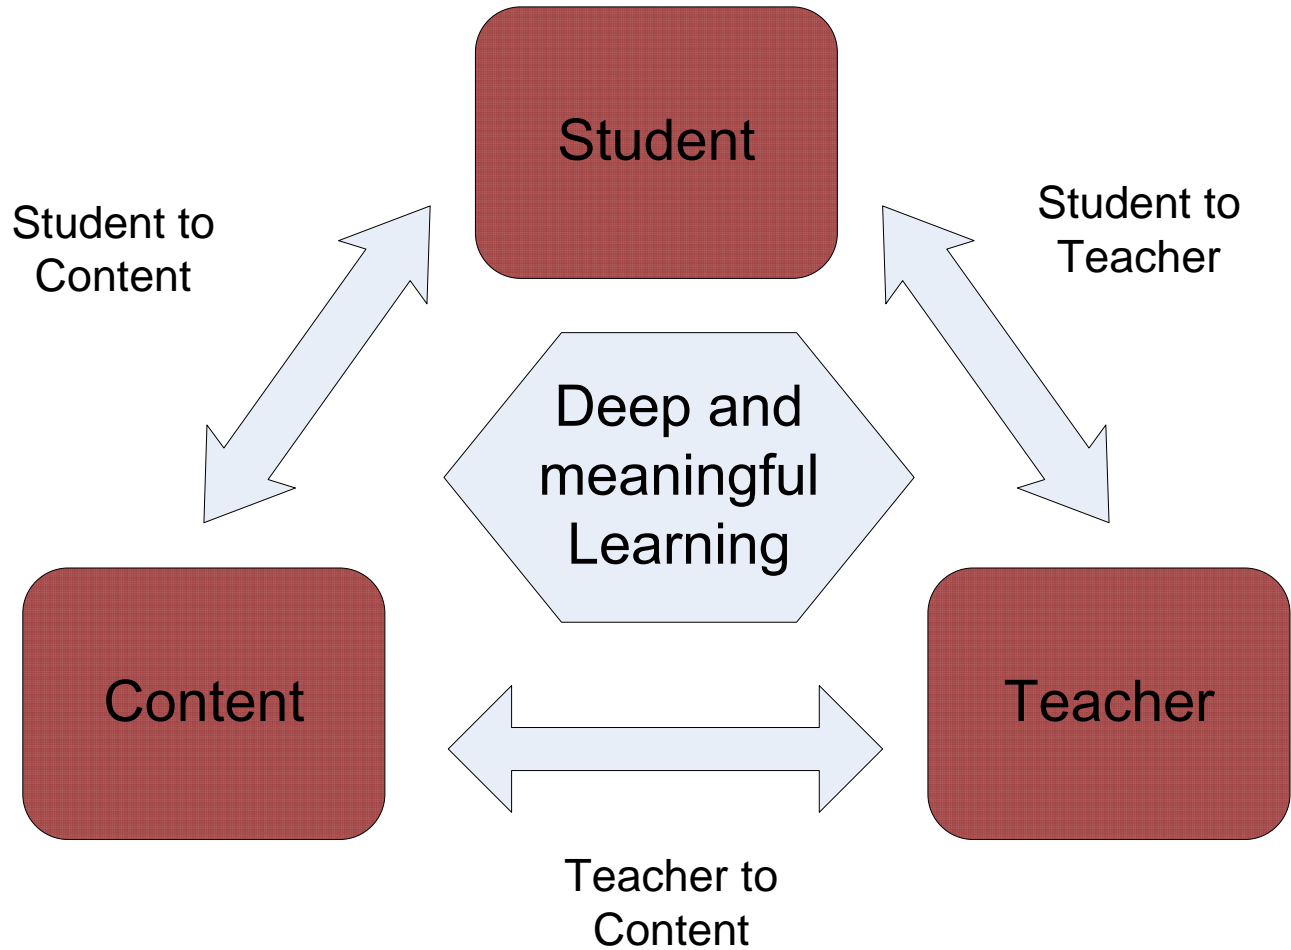 Student
Student to
Content
Student to
Teacher
Deep and
meaningful
Learning
Content
Teacher
Teacher to
Content